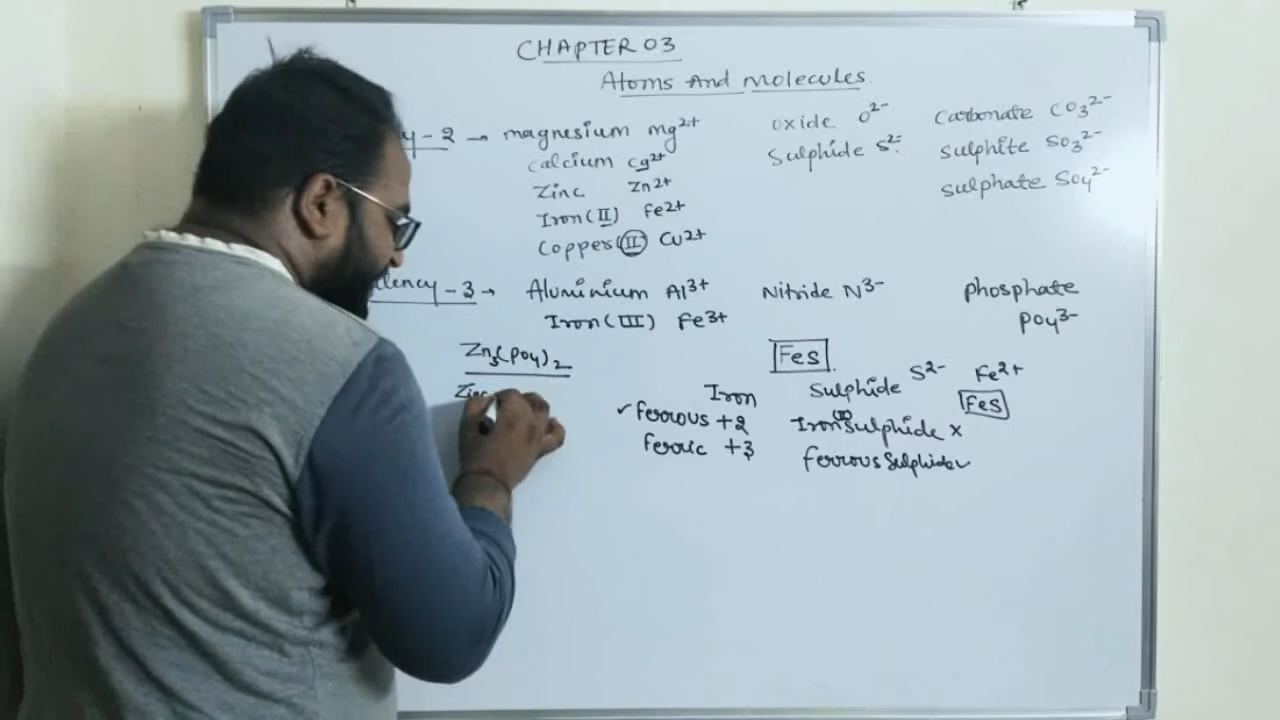 CHAPTER 03
Atoms And Molecules
y-2 → magnesium mg²⁺ oxide O²⁻ Carbonate CO₃²⁻
Calcium Ca²⁺ Sulphide S²⁻ sulphite SO₃²⁻
Zinc Zn²⁺ sulphate SO₄²⁻
Iron (II) Fe²⁺
Copper (II) Cu²⁺
lency-3 → Aluminium Al³⁺ Nitride N³⁻ phosphate
Iron (III) Fe³⁺ PO₄³⁻
Zn₃(PO₄)₂ Fes
Zinc Iron Sulphide S²⁻ Fe²⁺
✓ ferrous +2 Iron(II)Sulphide x Fes
ferric +3 ferrous Sulphide